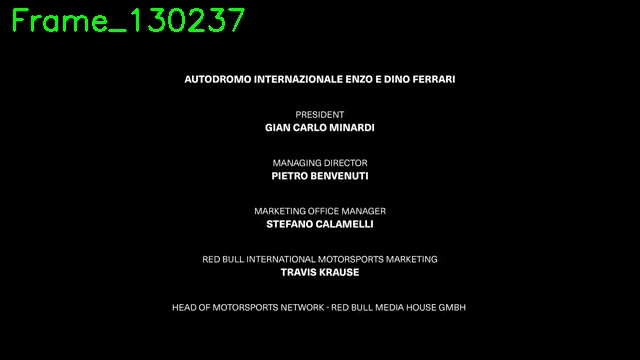 Frame_130237
AUTODROMO INTERNAZIONALE ENZO E DINO FERRARI
PRESIDENT
GIAN CARLO MINARDI
MANAGING DIRECTOR
PIETRO BENVENUTI
MARKETING OFFICE MANAGER
STEFANO CALAMELLI
RED BULL INTERNATIONAL MOTORSPORTS MARKETING
TRAVIS KRAUSE
HEAD OF MOTORSPORTS NETWORK - RED BULL MEDIA HOUSE GMBH